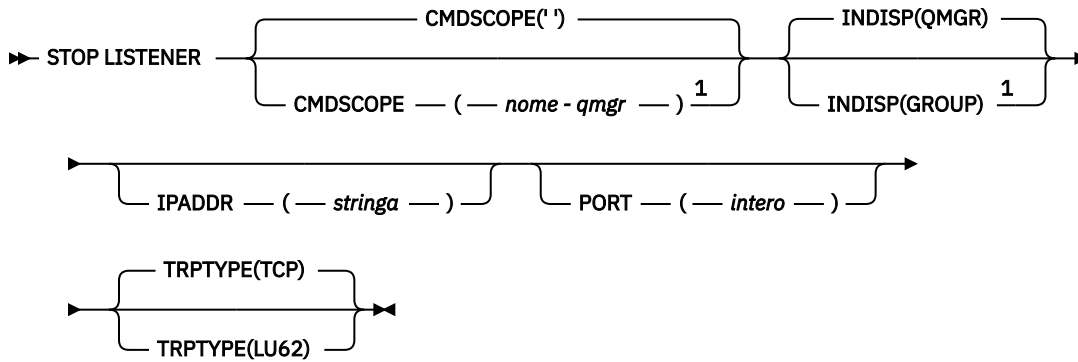 CMDSCOPE(' ')
INDISP(QMGR)
STOP LISTENER
CMDSCOPE ( nome - qmgr ) 1
INDISP(GROUP) 1
IPADDR ( stringa )
PORT ( intero )
TRPTYPE(TCP)
TRPTYPE(LU62)